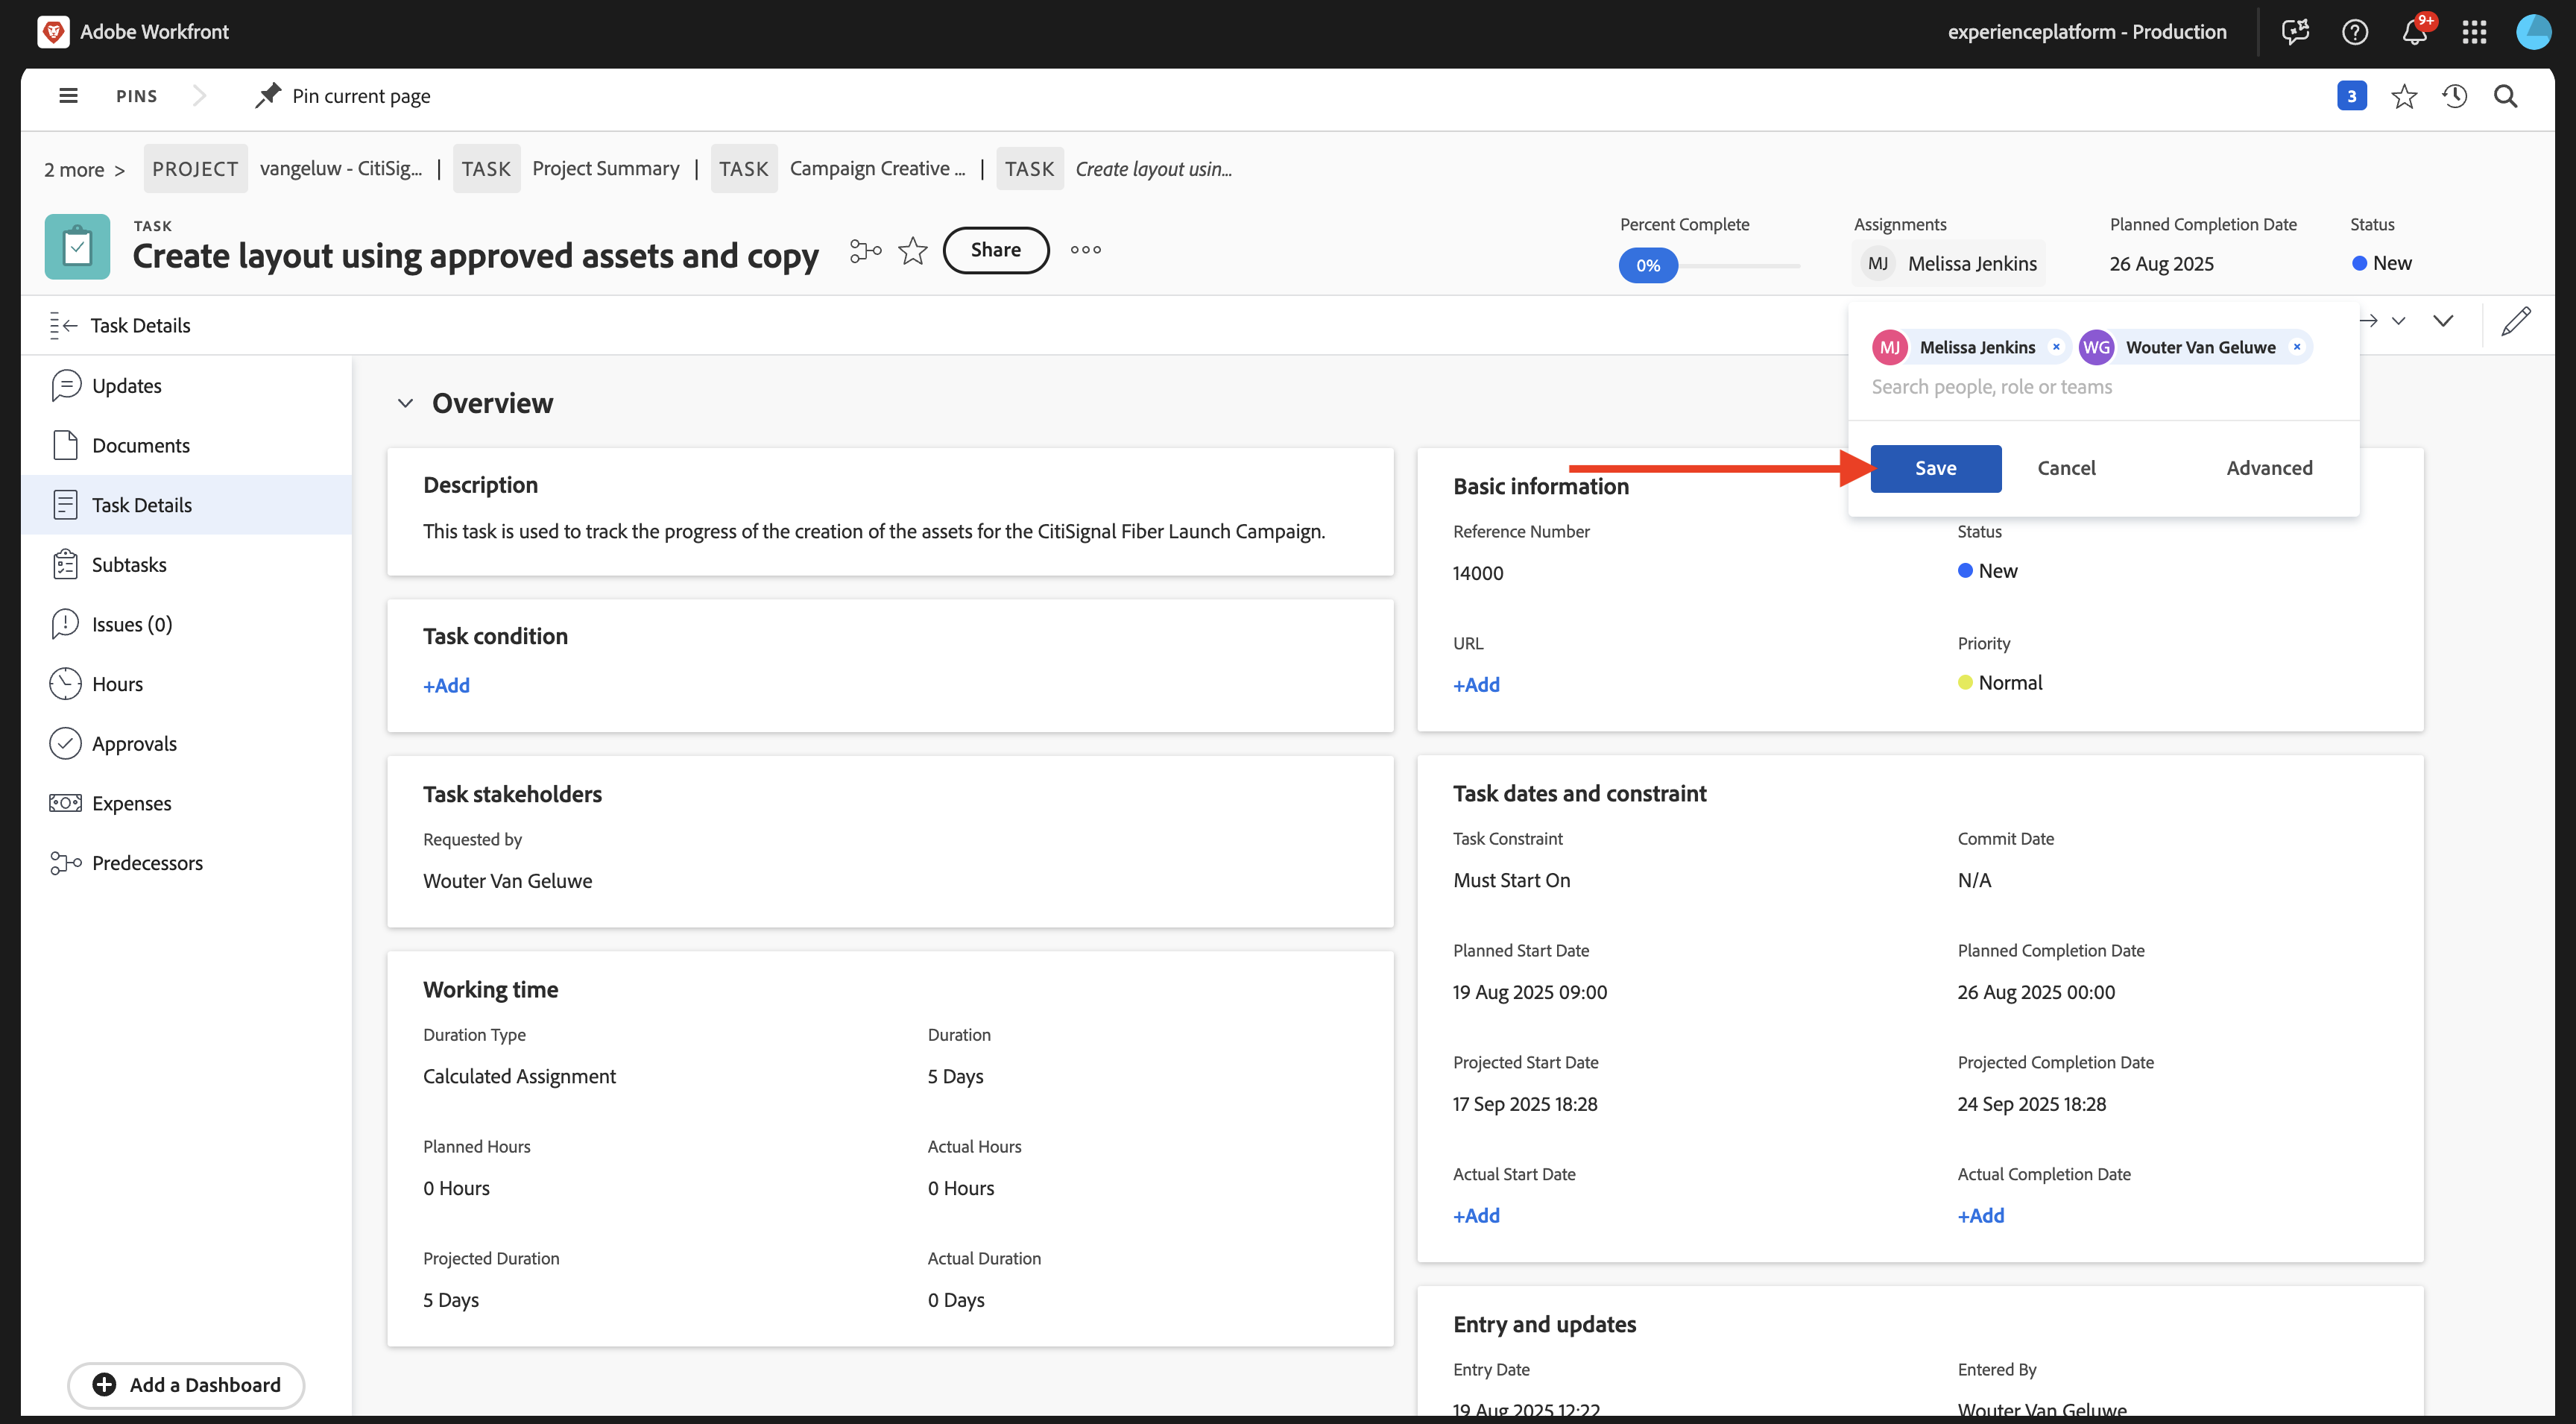 Adobe Workfront
experienceplatform - Production
9+
PINS
Pin current page
3
2 more >
PROJECT vangeluw - CitiSig... | TASK Project Summary | TASK Campaign Creative ... | TASK Create layout usin...
TASK
Create layout using approved assets and copy
Share
Percent Complete
0%
Assignments
MJ Melissa Jenkins
Planned Completion Date
26 Aug 2025
Status
New
Task Details
MJ Melissa Jenkins × WG Wouter Van Geluwe ×
Search people, role or teams
Save Cancel Advanced
Updates
Documents
Task Details
Subtasks
Issues (0)
Hours
Approvals
Expenses
Predecessors
Add a Dashboard
Overview
Description
This task is used to track the progress of the creation of the assets for the CitiSignal Fiber Launch Campaign.
Task condition
+Add
Task stakeholders
Requested by
Wouter Van Geluwe
Working time
Duration Type Duration
Calculated Assignment 5 Days
Planned Hours Actual Hours
0 Hours 0 Hours
Projected Duration Actual Duration
5 Days 0 Days
Basic information
Reference Number Status
14000 New
URL Priority
+Add Normal
Task dates and constraint
Task Constraint Commit Date
Must Start On N/A
Planned Start Date Planned Completion Date
19 Aug 2025 09:00 26 Aug 2025 00:00
Projected Start Date Projected Completion Date
17 Sep 2025 18:28 24 Sep 2025 18:28
Actual Start Date Actual Completion Date
+Add +Add
Entry and updates
Entry Date Entered By
19 Aug 2025 12:22 Wouter Van Geluwe